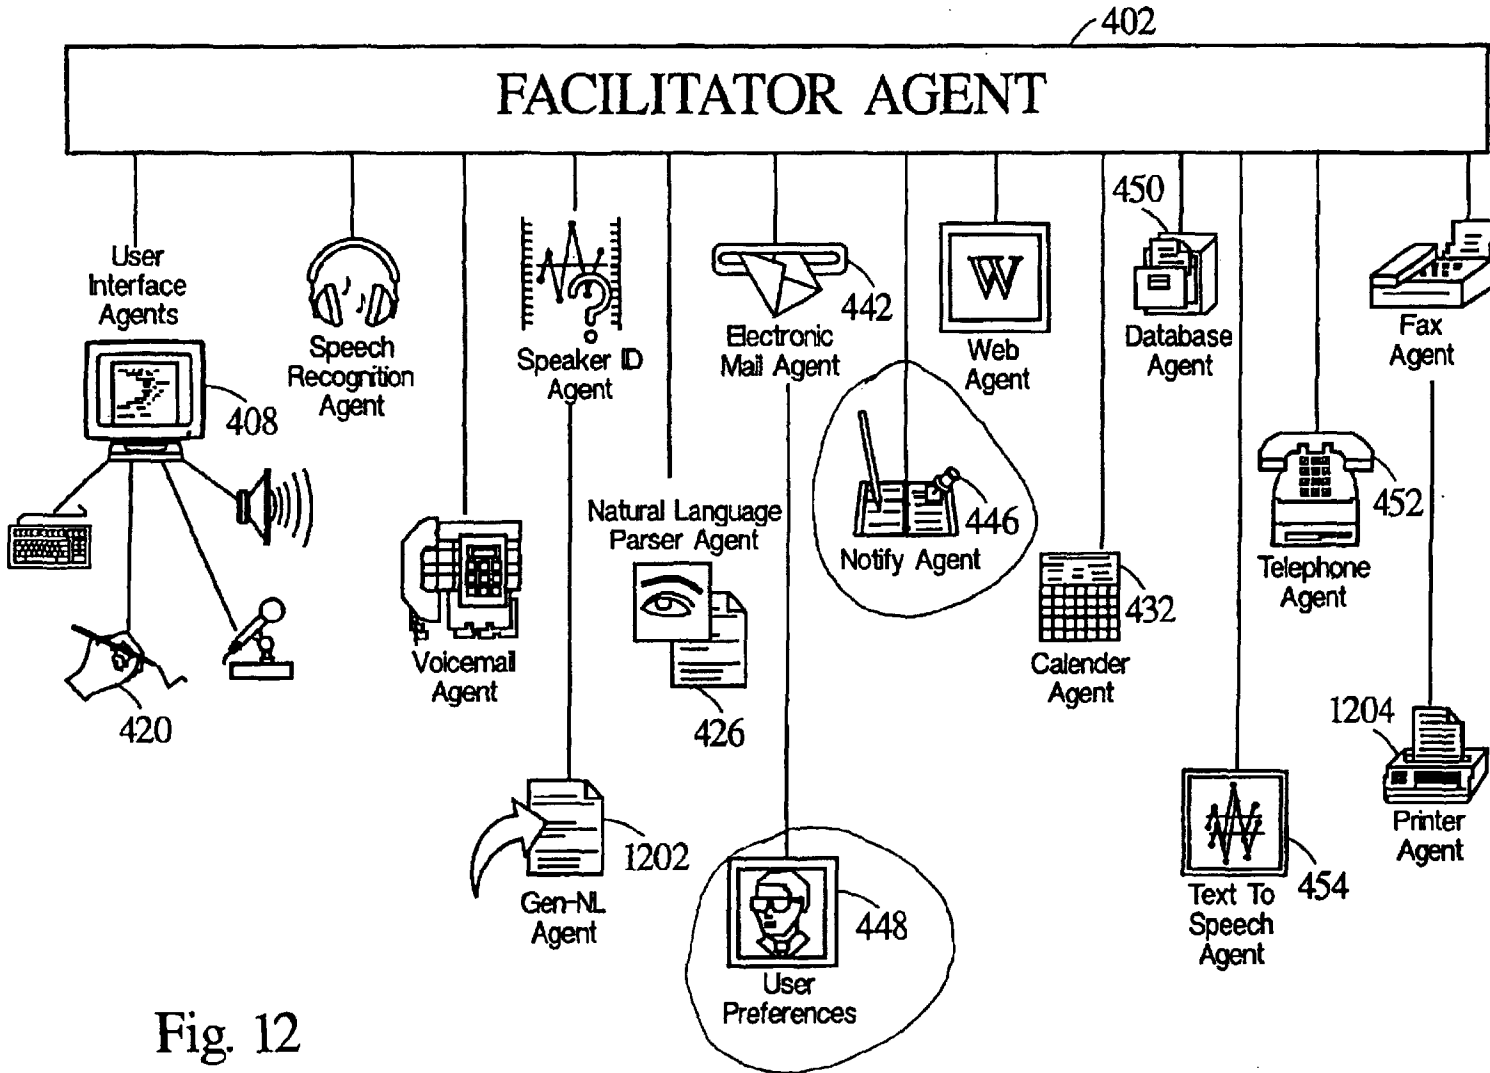 402
FACILITATOR AGENT
User
Interface
Agents
408
420
Speech
Recognition
Agent
Voicemail
Agent
Speaker ID
Agent
1202
Gen-NL
Agent
Natural Language
Parser Agent
426
442
Electronic
Mail Agent
448
User
Preferences
446
Notify Agent
W
Web
Agent
432
Calender
Agent
450
Database
Agent
454
Text To
Speech
Agent
452
Telephone
Agent
Fax
Agent
1204
Printer
Agent
Fig. 12